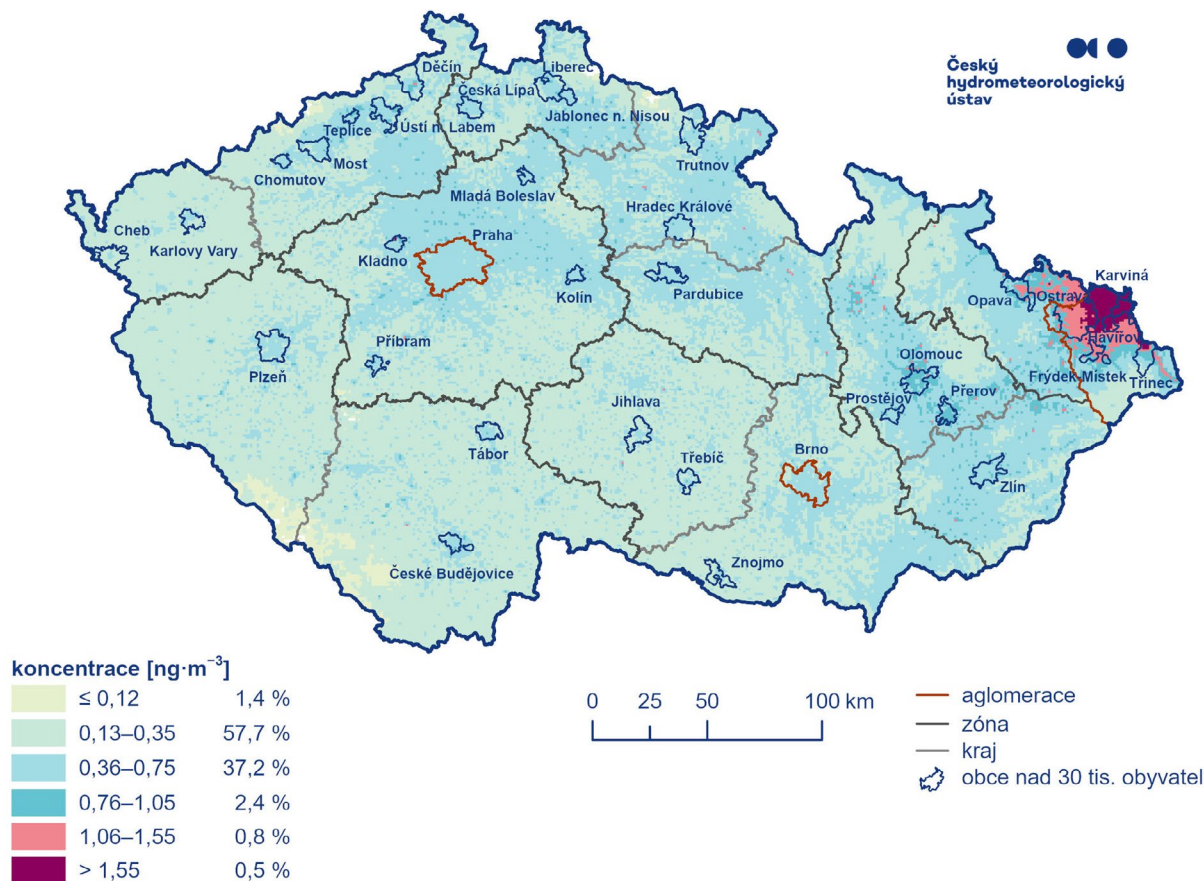 Český
hydrometeorologický
ústav
Děčín
Liberec
Česká Lípa
Jablonec n. Nisou
Teplice
Ústí n. Labem
Most
Chomutov
Trutnov
Mladá Boleslav
Hradec Králové
Cheb
Karlovy Vary
Praha
Kladno
Kolín
Pardubice
Karviná
Opava
Ostrava
Havířov
Příbram
Plzeň
Olomouc
Frýdek-Místek
Třinec
Prostějov
Přerov
Jihlava
Tábor
Třebíč
Brno
Zlín
České Budějovice
Znojmo
koncentrace [ng·m⁻³]
≤ 0,12 1,4 %
0,13–0,35 57,7 %
0,36–0,75 37,2 %
0,76–1,05 2,4 %
1,06–1,55 0,8 %
> 1,55 0,5 %
0 25 50 100 km
aglomerace
zóna
kraj
obce nad 30 tis. obyvatel